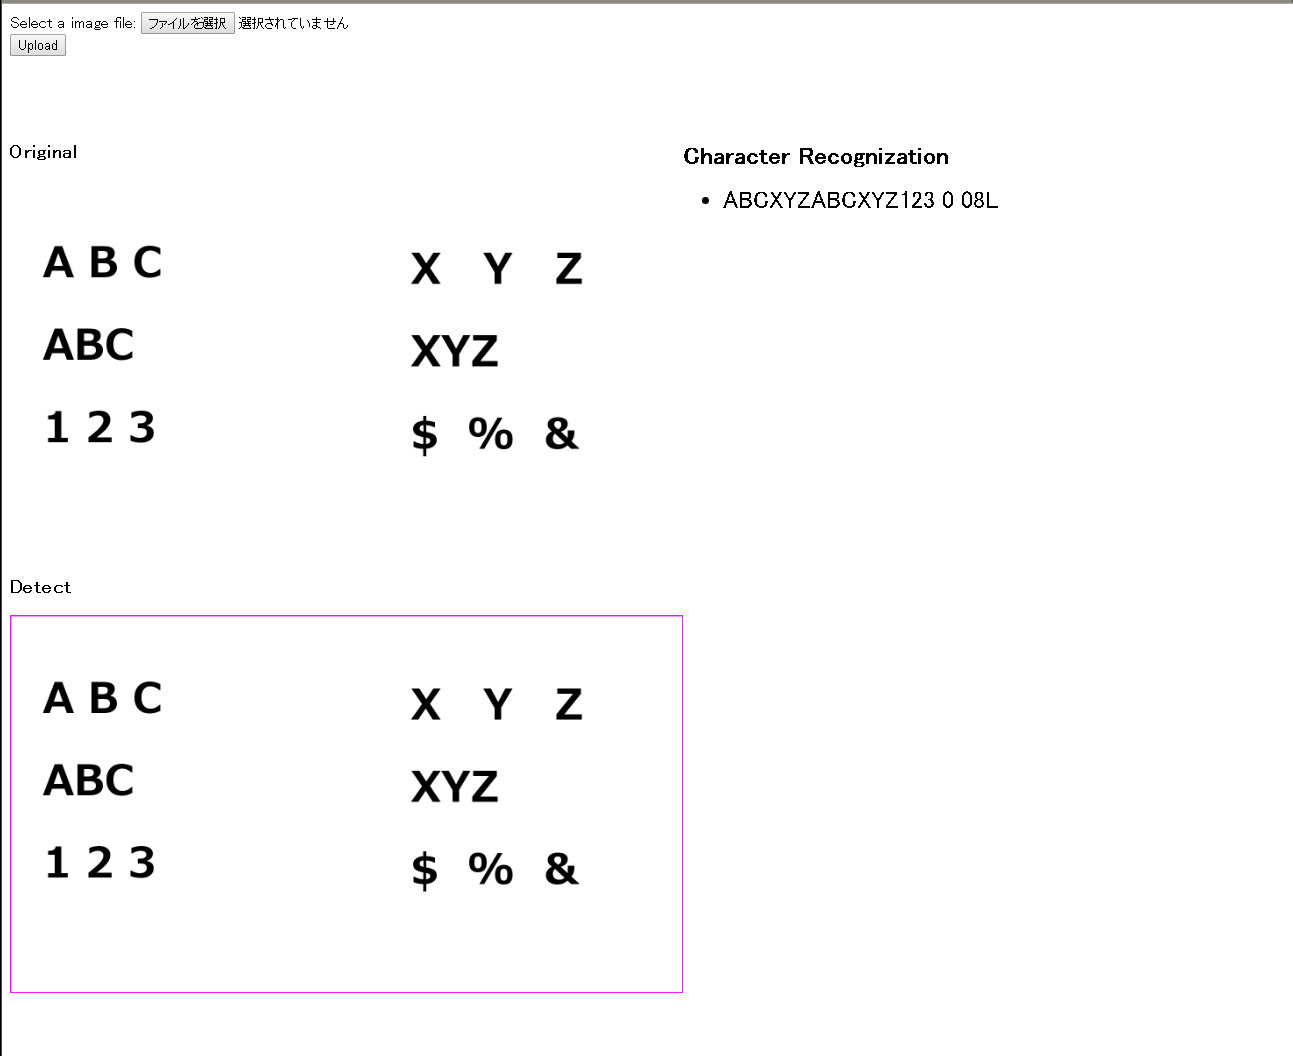 Select a image file: ファイルを選択 選択されていません
Upload
Original
A B C X Y Z
ABC XYZ
1 2 3 $ % &
Character Recognization
• ABCXYZABCXYZ123 0 08L
Detect
A B C X Y Z
ABC XYZ
1 2 3 $ % &